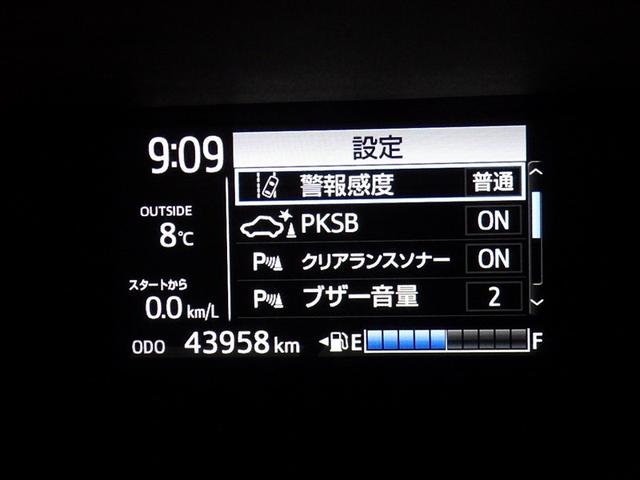 9:09
設定
警報感度 普通
OUTSIDE
8℃
PKSB ON
クリアランスソナー ON
スタートから
0.0 km/L
ブザー音量 2
ODO 43958 km
E F